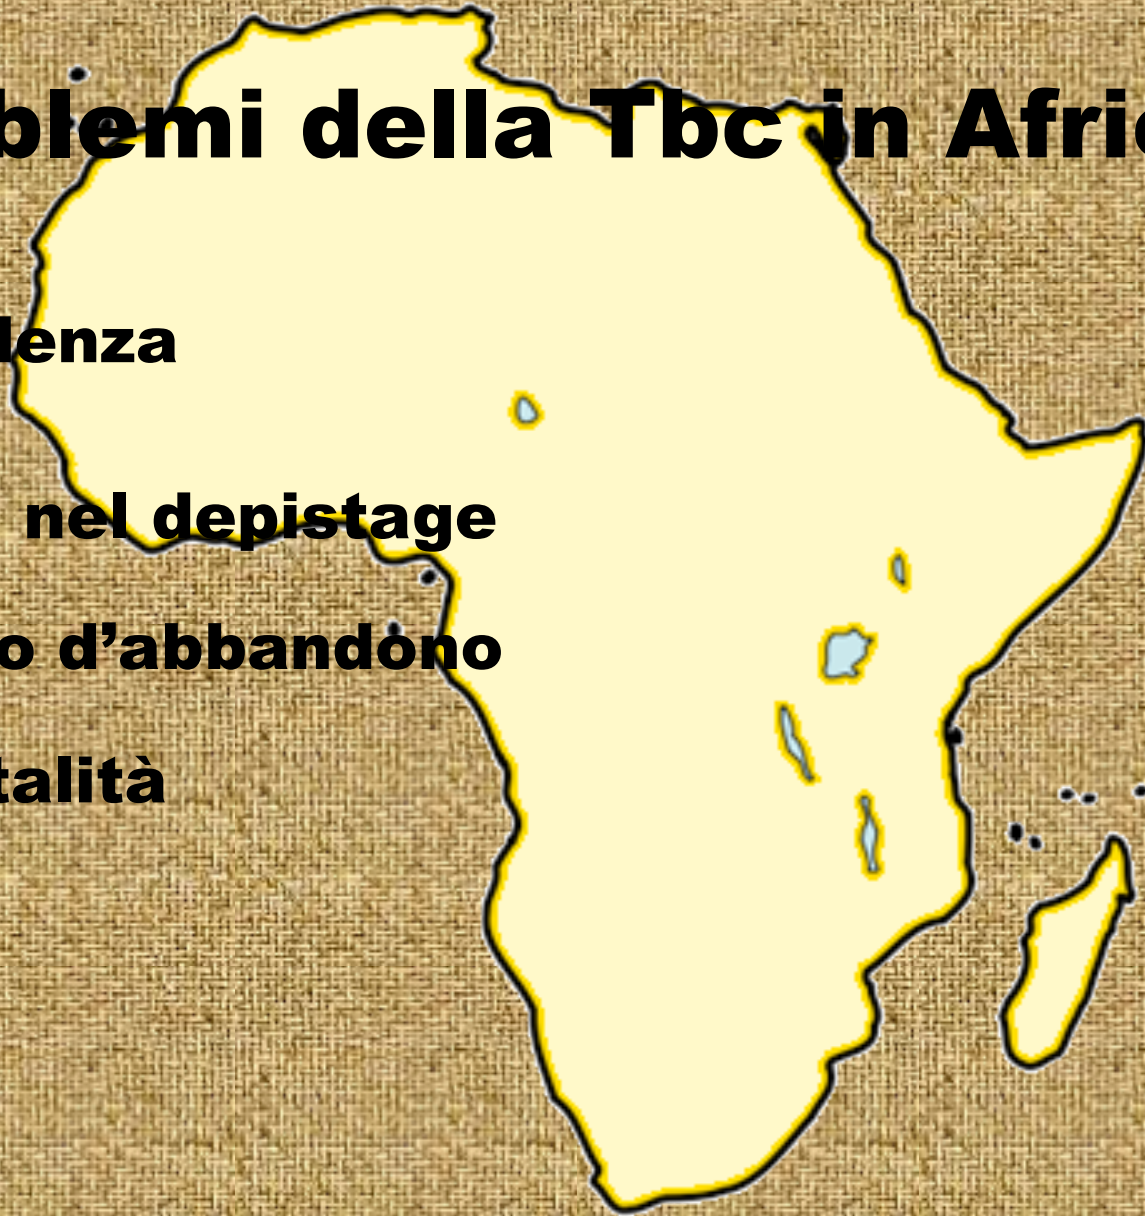 blemi della Tbc in Afri
lenza
nel depistage
o d’abbandono
talità